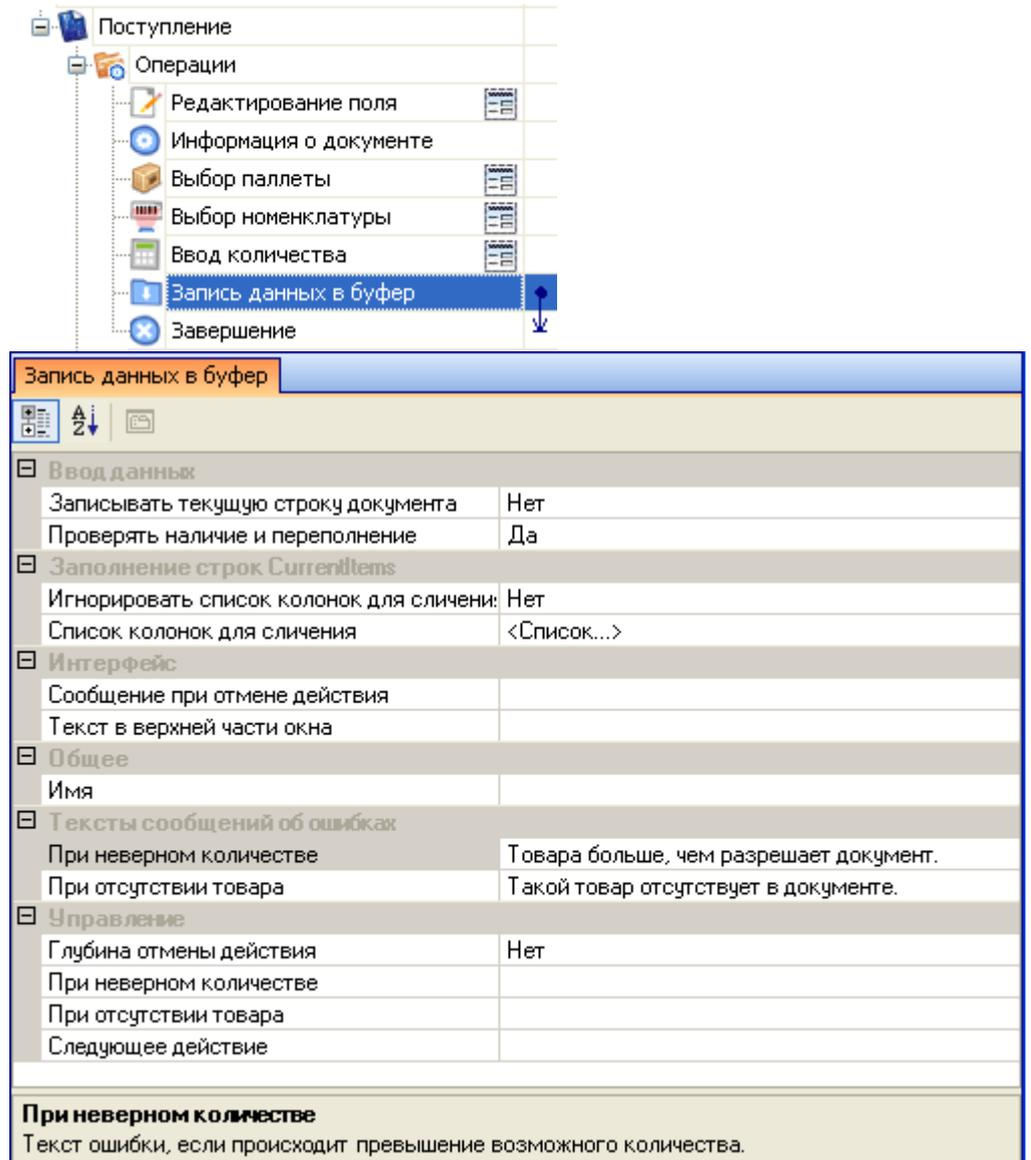 Поступление
Операции
Редактирование поля
Информация о документе
Выбор паллеты
Выбор номенклатуры
Ввод количества
Запись данных в буфер
Завершение
Запись данных в буфер
Ввод данных
Записывать текущую строку документа Нет
Проверять наличие и переполнение Да
Заполнение строк CurrentItems
Игнорировать список колонок для сличени Нет
Список колонок для сличения <Список...>
Интерфейс
Сообщение при отмене действия
Текст в верхней части окна
Общее
Имя
Тексты сообщений об ошибках
При неверном количестве Товара больше, чем разрешает документ.
При отсутствии товара Такой товар отсутствует в документе.
Управление
Глубина отмены действия Нет
При неверном количестве
При отсутствии товара
Следующее действие
При неверном количестве
Текст ошибки, если происходит превышение возможного количества.